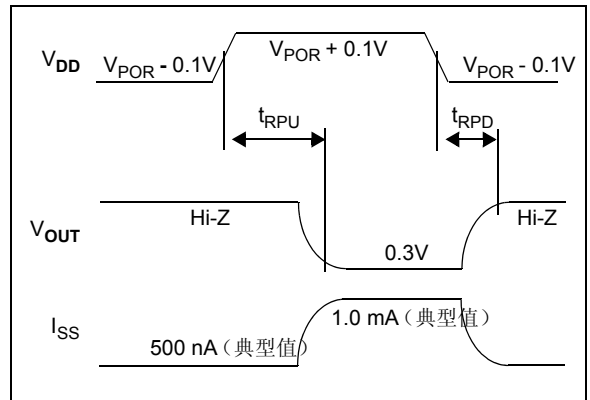 VDD
VPOR - 0.1V
VPOR + 0.1V
VPOR - 0.1V
tRPU
tRPD
VOUT
Hi-Z
0.3V
Hi-Z
ISS
500 nA（典型值）
1.0 mA（典型值）